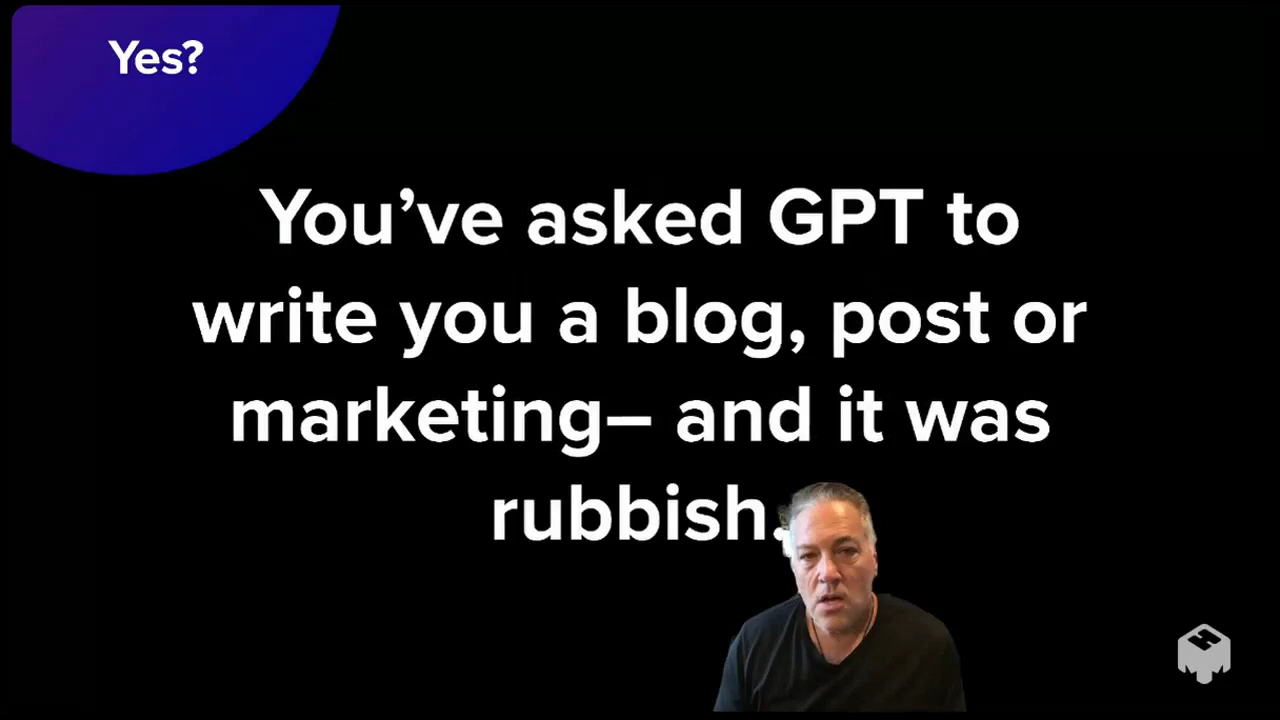 Yes?
You’ve asked GPT to
write you a blog, post or
marketing– and it was
rubbish.